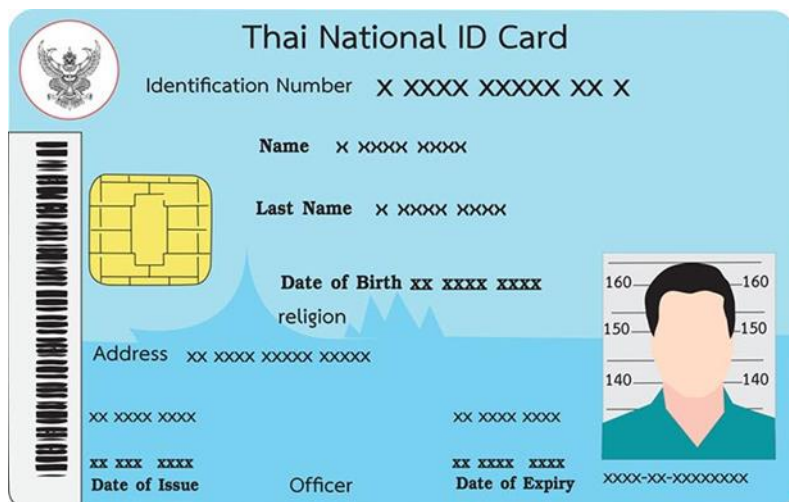 Thai National ID Card
Identification Number X XXXX XXXXX XX X
Name X XXXX XXXX
Last Name X XXXX XXXX
Date of Birth xx xxxx xxxx
religion
Address xx xxxx xxxxx xxxxx
160 160
150 150
140 140
xx xxxx xxxx xx xxxx xxxx
xx xxx xxxx xx xxxx xxxx
Date of Issue Officer Date of Expiry xxxx-xx-xxxxxxxx